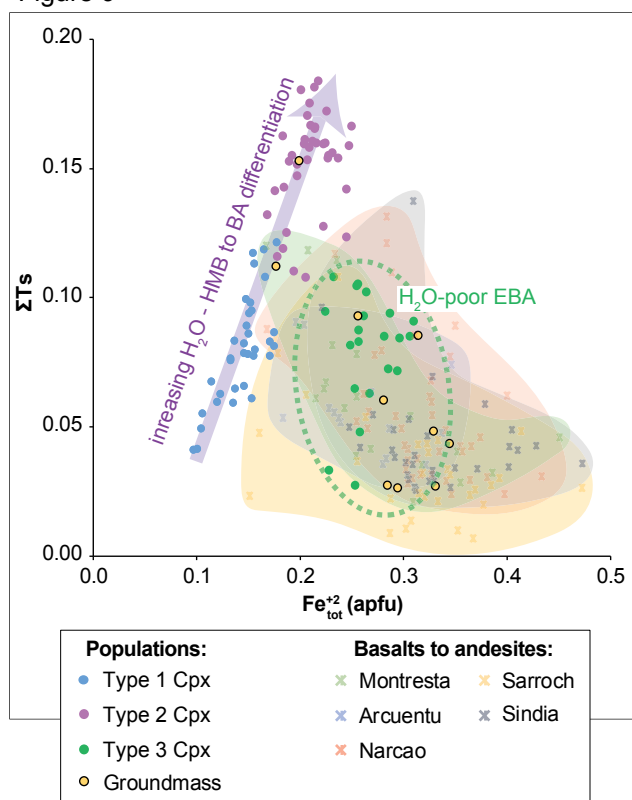 0.20
0.15
0.10
0.05
0.00
ΣTs
inreasing H2O - HMB to BA differentiation
H2O-poor EBA
0.0 0.1 0.2 0.3 0.4 0.5
Fe+2tot (apfu)
Populations: Basalts to andesites:
Type 1 Cpx Montresta Sarroch
Type 2 Cpx Arcuentu Sindia
Type 3 Cpx Narcao
Groundmass